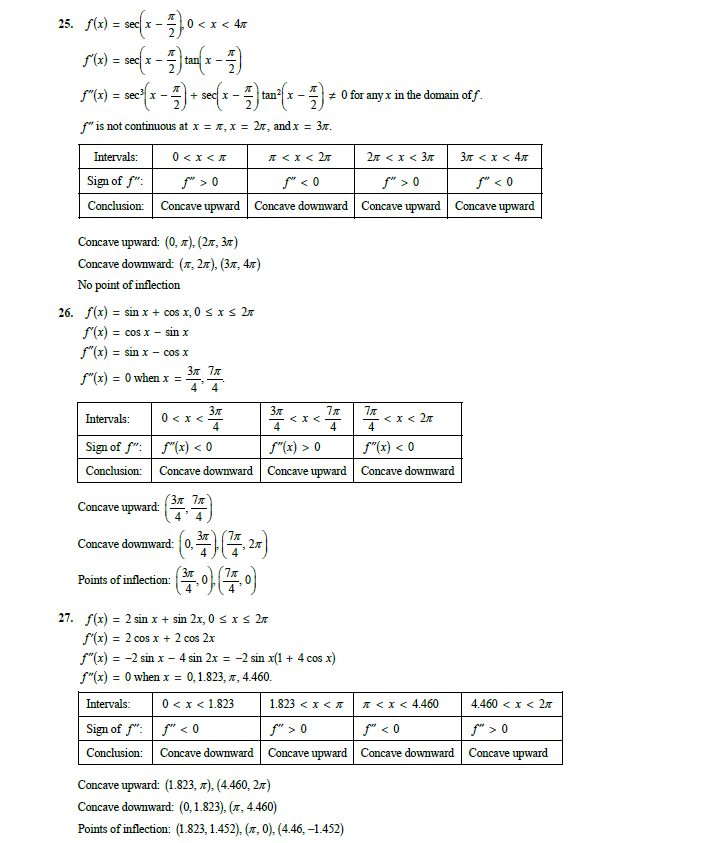 25. f(x) = sec(x − π/2), 0 < x < 4π
f′(x) = sec(x − π/2) tan(x − π/2)
f″(x) = sec³(x − π/2) + sec(x − π/2) tan²(x − π/2) ≠ 0 for any x in the domain of f.
f″ is not continuous at x = π, x = 2π, and x = 3π.
Intervals: 0 < x < π π < x < 2π 2π < x < 3π 3π < x < 4π
Sign of f″: f″ > 0 f″ < 0 f″ > 0 f″ < 0
Conclusion: Concave upward Concave downward Concave upward Concave upward
Concave upward: (0, π), (2π, 3π)
Concave downward: (π, 2π), (3π, 4π)
No point of inflection
26. f(x) = sin x + cos x, 0 ≤ x ≤ 2π
f′(x) = cos x − sin x
f″(x) = sin x − cos x
f″(x) = 0 when x = 3π/4, 7π/4.
Intervals: 0 < x < 3π/4 3π/4 < x < 7π/4 7π/4 < x < 2π
Sign of f″: f″(x) < 0 f″(x) > 0 f″(x) < 0
Conclusion: Concave downward Concave upward Concave downward
Concave upward: (3π/4, 7π/4)
Concave downward: (0, 3π/4), (7π/4, 2π)
Points of inflection: (3π/4, 0), (7π/4, 0)
27. f(x) = 2 sin x + sin 2x, 0 ≤ x ≤ 2π
f′(x) = 2 cos x + 2 cos 2x
f″(x) = −2 sin x − 4 sin 2x = −2 sin x(1 + 4 cos x)
f″(x) = 0 when x = 0, 1.823, π, 4.460.
Intervals: 0 < x < 1.823 1.823 < x < π π < x < 4.460 4.460 < x < 2π
Sign of f″: f″ < 0 f″ > 0 f″ < 0 f″ > 0
Conclusion: Concave downward Concave upward Concave downward Concave upward
Concave upward: (1.823, π), (4.460, 2π)
Concave downward: (0, 1.823), (π, 4.460)
Points of inflection: (1.823, 1.452), (π, 0), (4.46, −1.452)